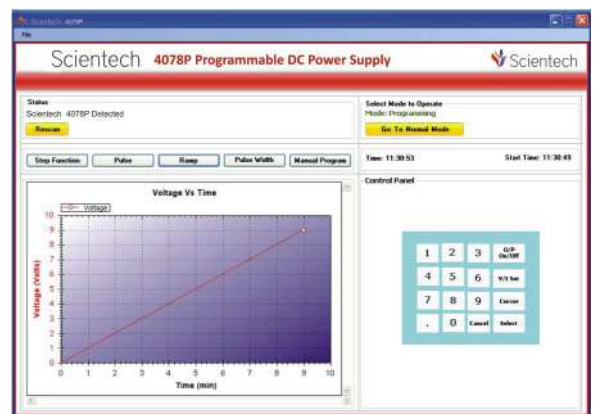 Scientech 4078P
File
Scientech 4078P Programmable DC Power Supply
Scientech
Status
Scientech 4078P Detected
Rescan
Select Mode to Operate
Mode: Programming
Go To Normal Mode
Step Function Pulse Ramp Pulse Width Manual Program
Time: 11:30:53 Start Time: 11:30:49
Voltage Vs Time
Voltage
Voltage (Volts)
10
9
8
7
6
5
4
3
2
1
0
0 1 2 3 4 5 6 7 8 9 10
Time (min)
Control Panel
1 2 3 O/P On/Off
4 5 6 V/I Set
7 8 9 Cursor
. 0 Cancel Select